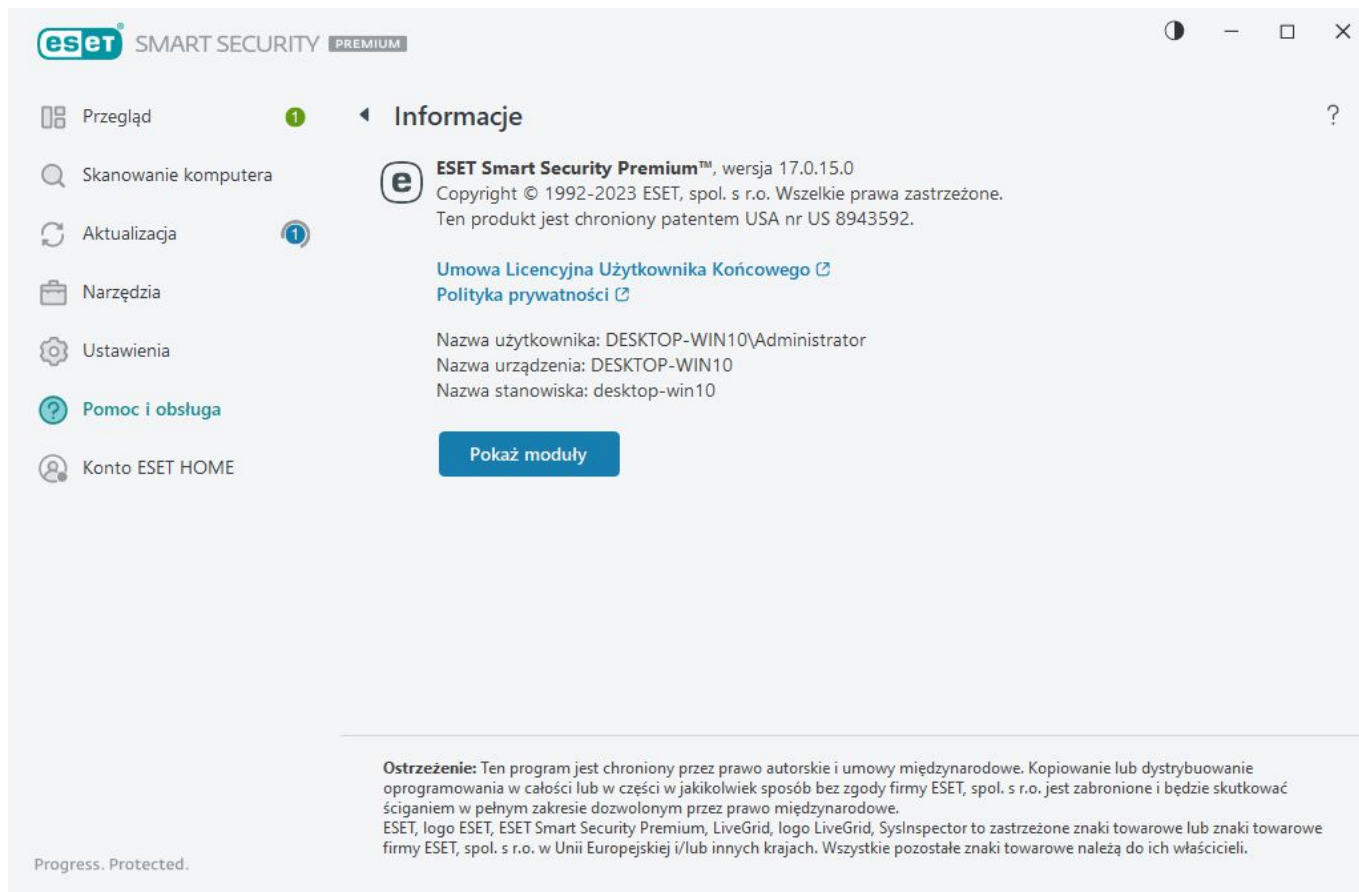 eset® SMART SECURITY PREMIUM
Przegląd 1
Skanowanie komputera
Aktualizacja 1
Narzędzia
Ustawienia
Pomoc i obsługa
Konto ESET HOME
Progress. Protected.
Informacje ?
e
ESET Smart Security Premium™, wersja 17.0.15.0
Copyright © 1992-2023 ESET, spol. s r.o. Wszelkie prawa zastrzeżone.
Ten produkt jest chroniony patentem USA nr US 8943592.
Umowa Licencyjna Użytkownika Końcowego
Polityka prywatności
Nazwa użytkownika: DESKTOP-WIN10\Administrator
Nazwa urządzenia: DESKTOP-WIN10
Nazwa stanowiska: desktop-win10
Pokaż moduły
Ostrzeżenie: Ten program jest chroniony przez prawo autorskie i umowy międzynarodowe. Kopiowanie lub dystrybuowanie
oprogramowania w całości lub w części w jakikolwiek sposób bez zgody firmy ESET, spol. s r.o. jest zabronione i będzie skutkować
ściganiem w pełnym zakresie dozwolonym przez prawo międzynarodowe.
ESET, logo ESET, ESET Smart Security Premium, LiveGrid, logo LiveGrid, SysInspector to zastrzeżone znaki towarowe lub znaki towarowe
firmy ESET, spol. s r.o. w Unii Europejskiej i/lub innych krajach. Wszystkie pozostałe znaki towarowe należą do ich właścicieli.